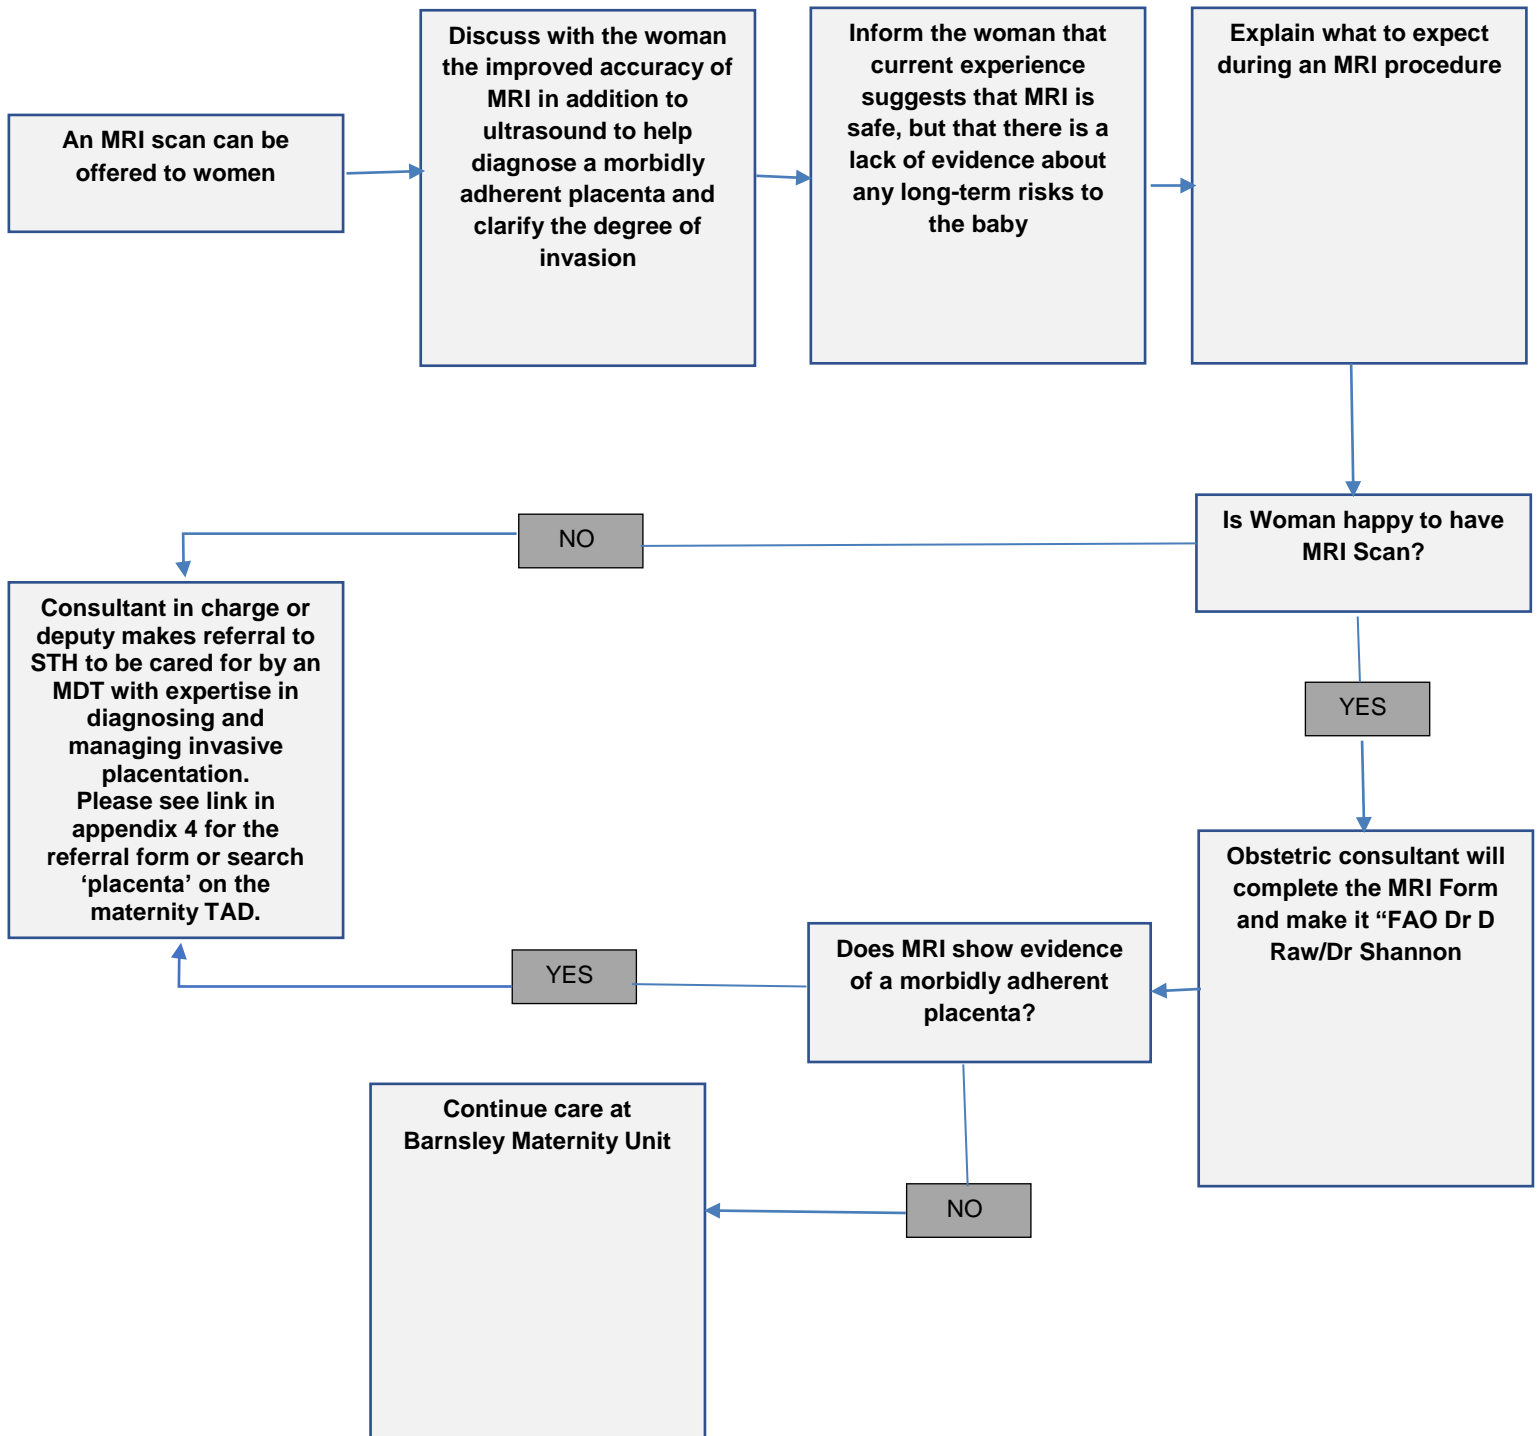 An MRI scan can be
offered to women
Discuss with the woman
the improved accuracy of
MRI in addition to
ultrasound to help
diagnose a morbidly
adherent placenta and
clarify the degree of
invasion
Inform the woman that
current experience
suggests that MRI is
safe, but that there is a
lack of evidence about
any long-term risks to
the baby
Explain what to expect
during an MRI procedure
Is Woman happy to have
MRI Scan?
NO
YES
Consultant in charge or
deputy makes referral to
STH to be cared for by an
MDT with expertise in
diagnosing and
managing invasive
placentation.
Please see link in
appendix 4 for the
referral form or search
‘placenta’ on the
maternity TAD.
Obstetric consultant will
complete the MRI Form
and make it “FAO Dr D
Raw/Dr Shannon
Does MRI show evidence
of a morbidly adherent
placenta?
YES
NO
Continue care at
Barnsley Maternity Unit